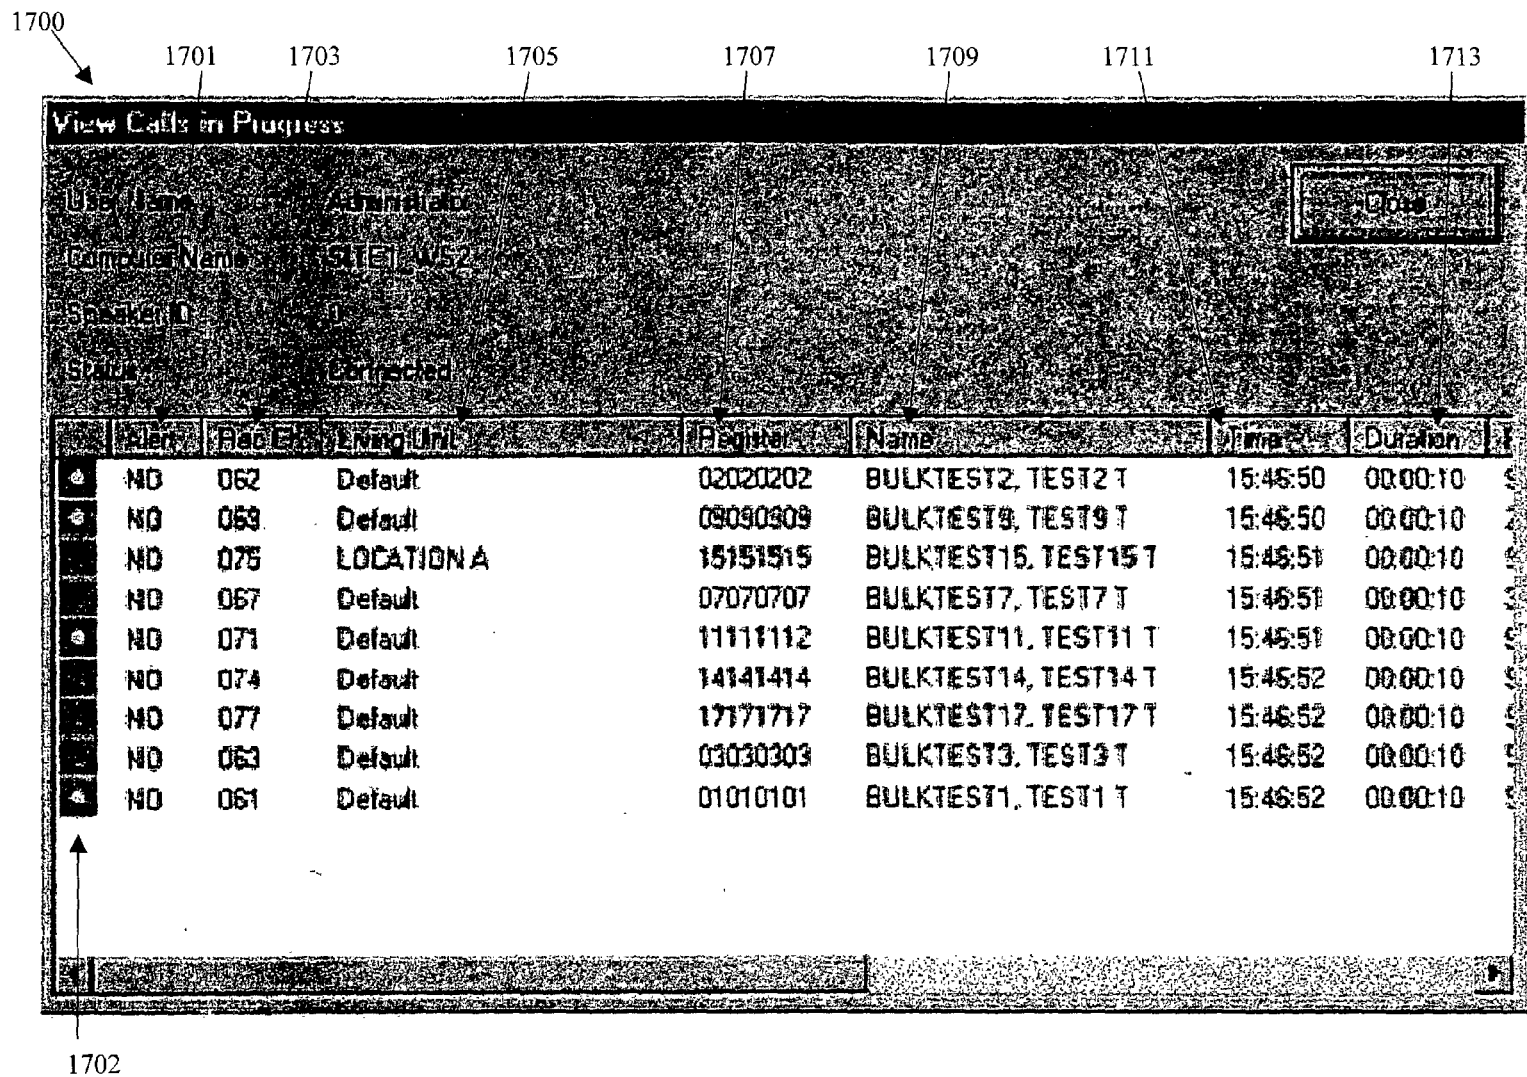 1700
1701 1703 1705 1707 1709 1711 1713
View Calls in Progress
User Name Administrator Close
Computer Name SITE1_WS2
Speaker ID 0
Status Connected
Alert Rec Ch Living Unit Register Name Time Duration
NO 062 Default 02020202 BULKTEST2, TEST2 T 15:46:50 00:00:10
NO 069 Default 09090909 BULKTEST9, TEST9 T 15:46:50 00:00:10
NO 075 LOCATION A 15151515 BULKTEST15, TEST15 T 15:46:51 00:00:10
NO 067 Default 07070707 BULKTEST7, TEST7 T 15:46:51 00:00:10
NO 071 Default 11111112 BULKTEST11, TEST11 T 15:46:51 00:00:10
NO 074 Default 14141414 BULKTEST14, TEST14 T 15:46:52 00:00:10
NO 077 Default 17171717 BULKTEST17, TEST17 T 15:46:52 00:00:10
NO 063 Default 03030303 BULKTEST3, TEST3 T 15:46:52 00:00:10
NO 061 Default 01010101 BULKTEST1, TEST1 T 15:46:52 00:00:10
1702